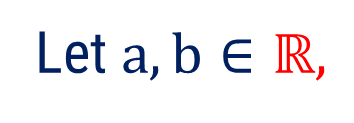 Let a, b ∈ ℝ,